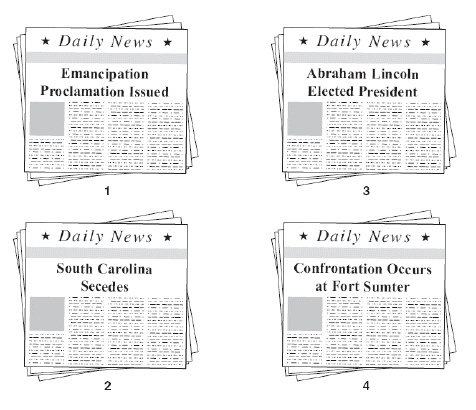 ★ Daily News ★
Emancipation
Proclamation Issued
1
★ Daily News ★
South Carolina
Secedes
2
★ Daily News ★
Abraham Lincoln
Elected President
3
★ Daily News ★
Confrontation Occurs
at Fort Sumter
4